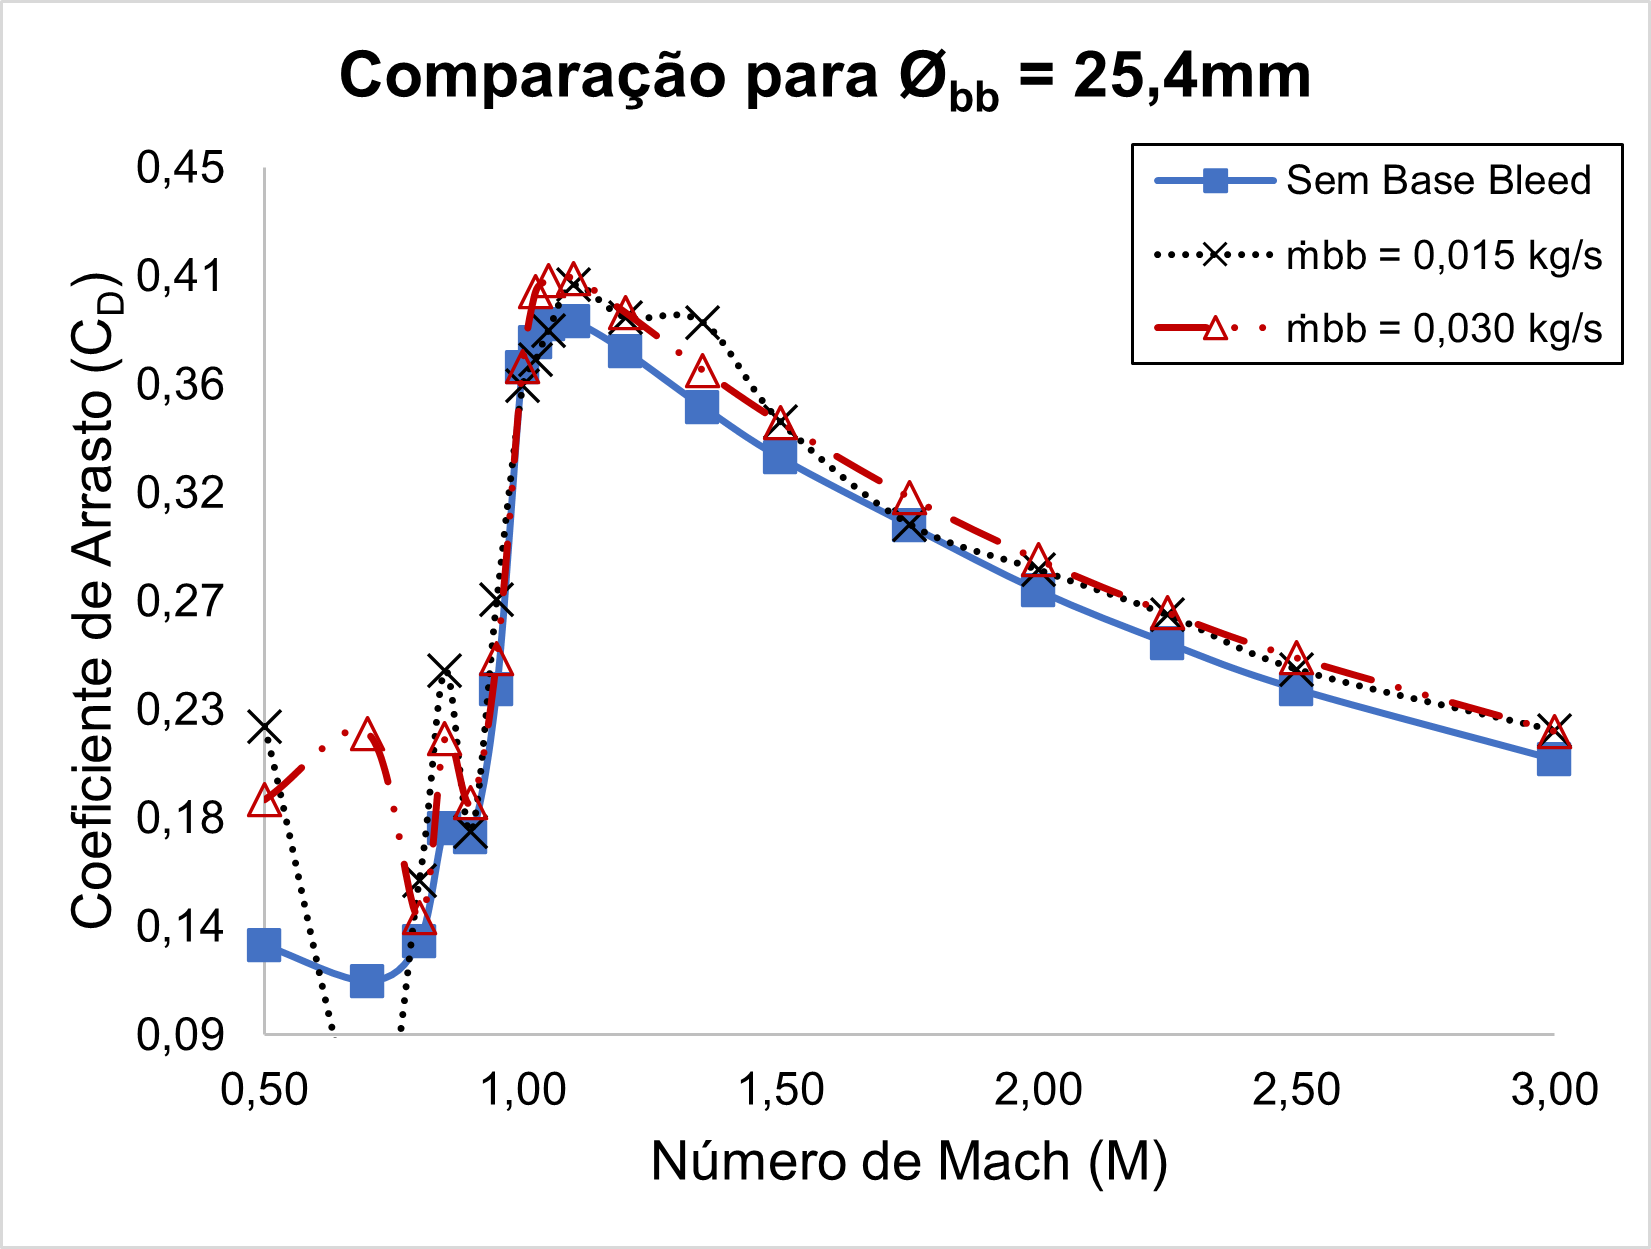 Comparação para Øbb = 25,4mm
Sem Base Bleed
ṁbb = 0,015 kg/s
ṁbb = 0,030 kg/s
Coeficiente de Arrasto (CD)
0,45
0,41
0,36
0,32
0,27
0,23
0,18
0,14
0,09
0,50 1,00 1,50 2,00 2,50 3,00
Número de Mach (M)